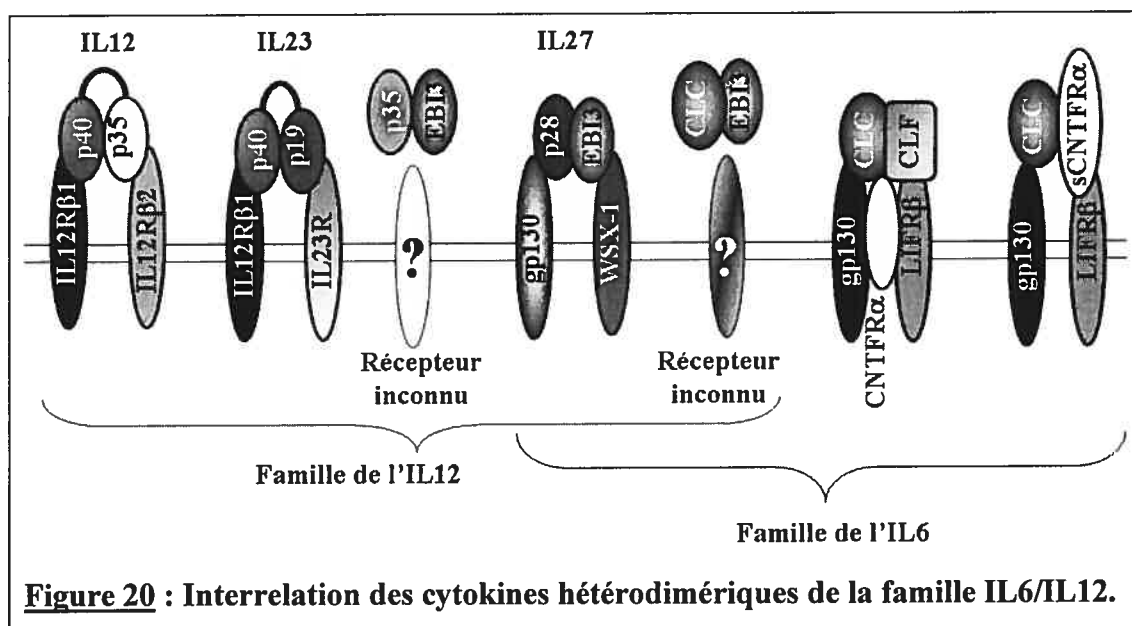 IL12
IL23
IL27
p40
p35
IL12Rβ1
IL12Rβ2
p40
p19
IL12Rβ1
IL23R
p35
EBI3
?
Récepteur
inconnu
p28
EBI3
gp130
WSX-1
CLC
EBI3
?
Récepteur
inconnu
CLC
CLF
gp130
CNTFRα
LIFRβ
CLC
sCNTFRα
gp130
LIFRβ
Famille de l'IL12
Famille de l'IL6
Figure 20 : Interrelation des cytokines hétérodimériques de la famille IL6/IL12.